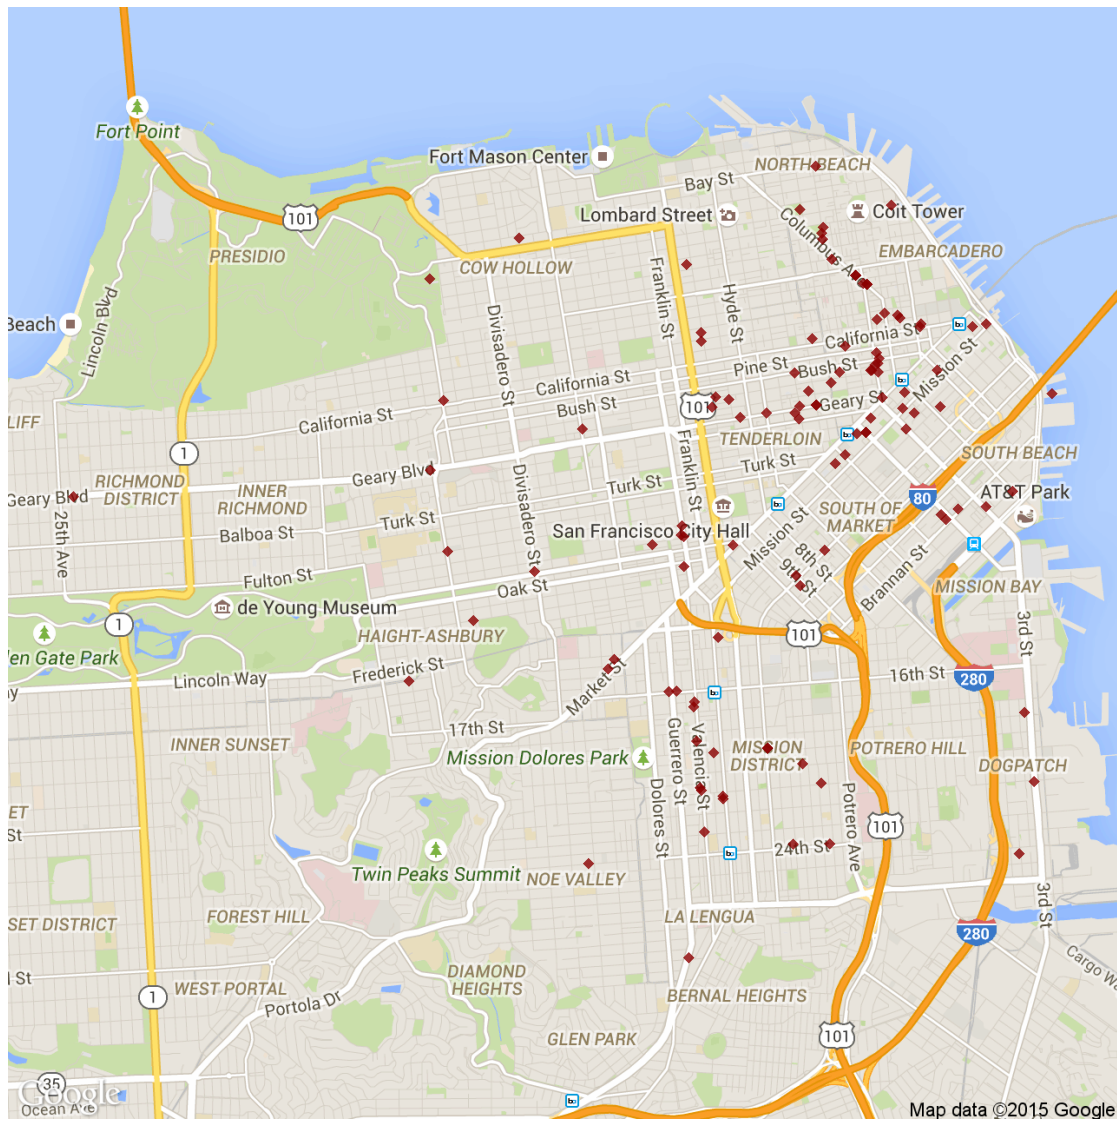 Fort Point
Fort Mason Center
NORTH BEACH
Bay St
101
Lombard Street
Coit Tower
Columbus Ave
PRESIDIO
COW HOLLOW
EMBARCADERO
Lincoln Blvd
Beach
Franklin St
Hyde St
Divisadero St
California St
Mission St
Pine St
Bush St
California St
Geary St
101
Bush St
California St
LIFF
1
TENDERLOIN
Geary Blvd
Franklin St
SOUTH BEACH
Turk St
Geary Blvd
RICHMOND
DISTRICT
INNER
RICHMOND
Divisadero St
Turk St
80
AT&T Park
25th Ave
Turk St
SOUTH OF
MARKET
Balboa St
San Francisco City Hall
Mission St
8th St
9th St
Brannan St
Fulton St
Oak St
MISSION BAY
de Young Museum
1
HAIGHT-ASHBURY
101
3rd St
len Gate Park
Frederick St
Market St
16th St
Lincoln Way
280
ay
17th St
INNER SUNSET
Guerrero St
Valencia St
Mission Dolores Park
MISSION
DISTRICT
POTRERO HILL
DOGPATCH
Dolores St
Potrero Ave
SET
St
101
24th St
Twin Peaks Summit
NOE VALLEY
3rd St
SET DISTRICT
FOREST HILL
LA LENGUA
280
l St
DIAMOND
HEIGHTS
Cargo Wa
WEST PORTAL
1
Portola Dr
BERNAL HEIGHTS
GLEN PARK
101
35
Google
Ocean Ave
Map data ©2015 Google